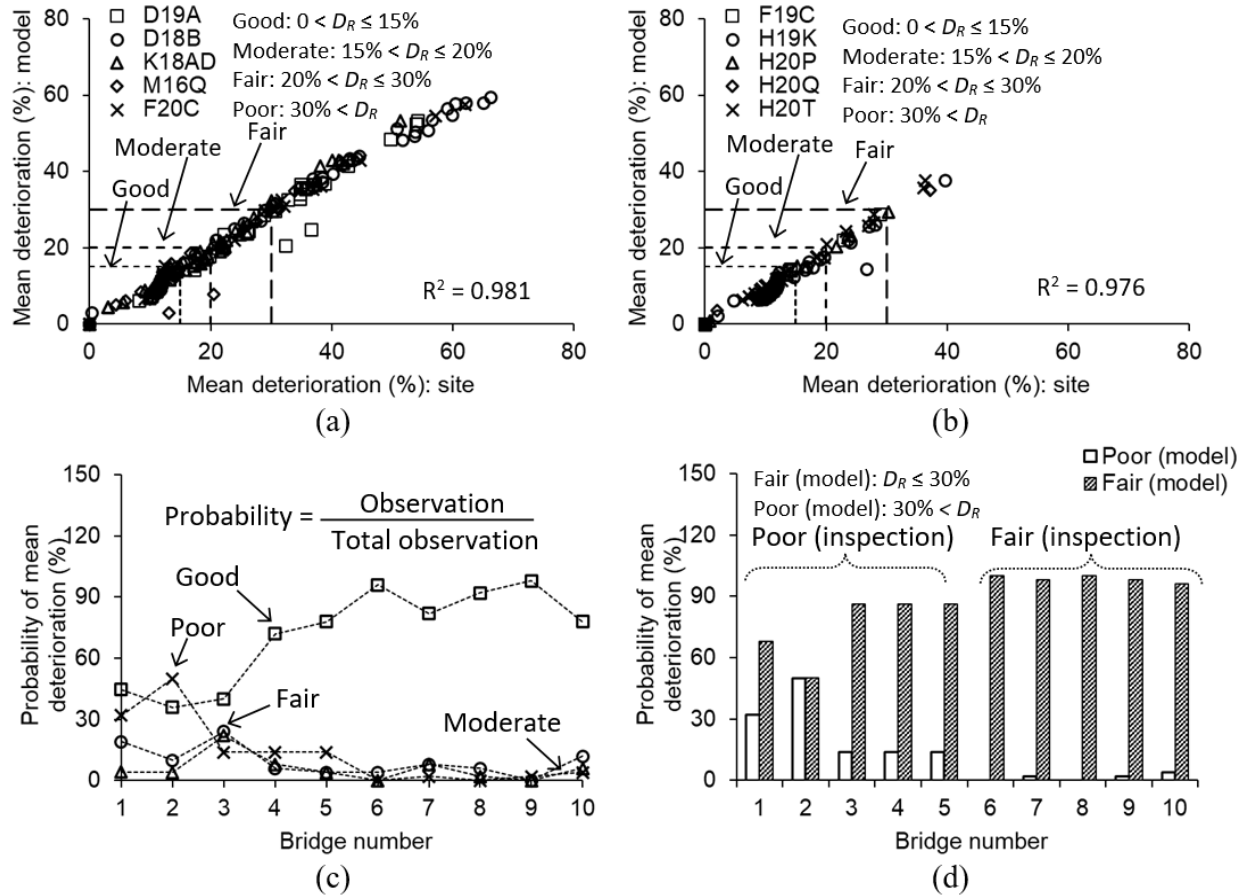 80
60
40
20
0
Mean deterioration (%): model
D19A
D18B
K18AD
M16Q
F20C
Good: 0 < D_R ≤ 15%
Moderate: 15% < D_R ≤ 20%
Fair: 20% < D_R ≤ 30%
Poor: 30% < D_R
Fair
Moderate
Good
R² = 0.981
0 20 40 60 80
Mean deterioration (%): site
(a)
80
60
40
20
0
Mean deterioration (%): model
F19C
H19K
H20P
H20Q
H20T
Good: 0 < D_R ≤ 15%
Moderate: 15% < D_R ≤ 20%
Fair: 20% < D_R ≤ 30%
Poor: 30% < D_R
Fair
Moderate
Good
R² = 0.976
0 20 40 60 80
Mean deterioration (%): site
(b)
150
120
90
60
30
0
Probability of mean
deterioration (%)
Probability = Observation
Total observation
Good
Poor
Fair
Moderate
1 2 3 4 5 6 7 8 9 10
Bridge number
(c)
150
120
90
60
30
0
Probability of mean
deterioration (%)
Poor (model)
Fair (model)
Fair (model): D_R ≤ 30%
Poor (model): 30% < D_R
Poor (inspection)
Fair (inspection)
1 2 3 4 5 6 7 8 9 10
Bridge number
(d)